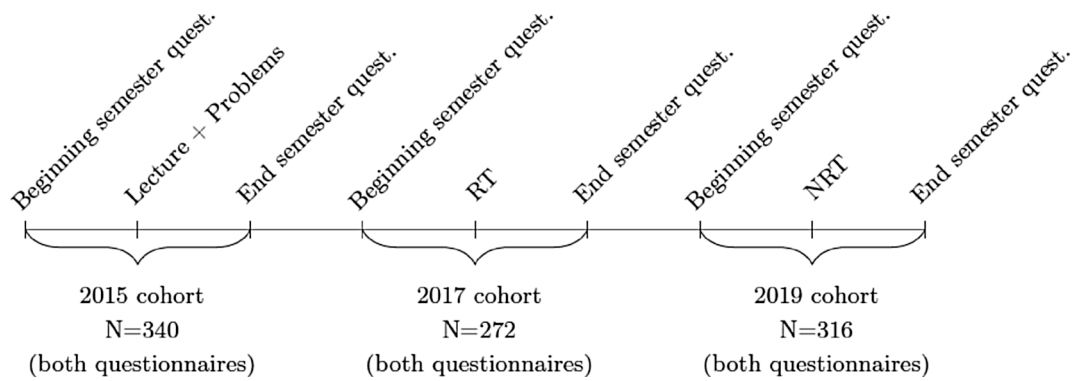 Beginning semester quest.
Lecture + Problems
End semester quest.
Beginning semester quest.
RT
End semester quest.
Beginning semester quest.
NRT
End semester quest.
2015 cohort
N=340
(both questionnaires)
2017 cohort
N=272
(both questionnaires)
2019 cohort
N=316
(both questionnaires)